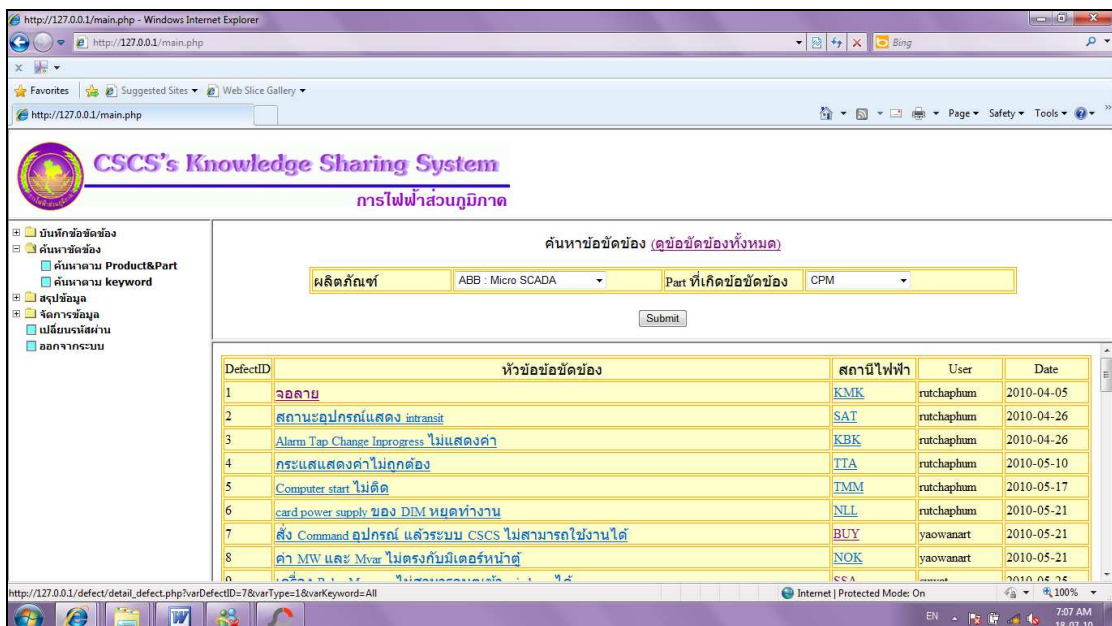 http://127.0.0.1/main.php - Windows Internet Explorer
http://127.0.0.1/main.php
Bing
Favorites Suggested Sites Web Slice Gallery
http://127.0.0.1/main.php Page Safety Tools
CSCS's Knowledge Sharing System
การไฟฟ้าส่วนภูมิภาค
บันทึกข้อขัดข้อง
ค้นหาขัดข้อง
ค้นหาตาม Product&Part
ค้นหาตาม keyword
สรุปข้อมูล
จัดการข้อมูล
เปลี่ยนรหัสผ่าน
ออกจากระบบ
ค้นหาข้อขัดข้อง (ดูข้อขัดข้องทั้งหมด)
ผลิตภัณฑ์ ABB : Micro SCADA Part ที่เกิดข้อขัดข้อง CPM
Submit
DefectID หัวข้อข้อขัดข้อง สถานีไฟฟ้า User Date
1 จอลาย KMK rutchaphum 2010-04-05
2 สถานะอุปกรณ์แสดง intransit SAT rutchaphum 2010-04-26
3 Alarm Tap Change Inprogress ไม่แสดงค่า KBK rutchaphum 2010-04-26
4 กระแสแสดงค่าไม่ถูกต้อง TTA rutchaphum 2010-05-10
5 Computer start ไม่ติด TMM rutchaphum 2010-05-17
6 card power supply ของ DIM หยุดทำงาน NLL rutchaphum 2010-05-21
7 สั่ง Command อุปกรณ์ แล้วระบบ CSCS ไม่สามารถใช้งานได้ BUY yaowanart 2010-05-21
8 ค่า MW และ Mvar ไม่ตรงกับมิเตอร์หน้าตู้ NOK yaowanart 2010-05-21
9 SSA 2010-05-25
http://127.0.0.1/defect/detail_defect.php?varDefectID=7&varType=1&varKeyword=All Internet | Protected Mode: On 100%
EN 7:07 AM
18-07-10